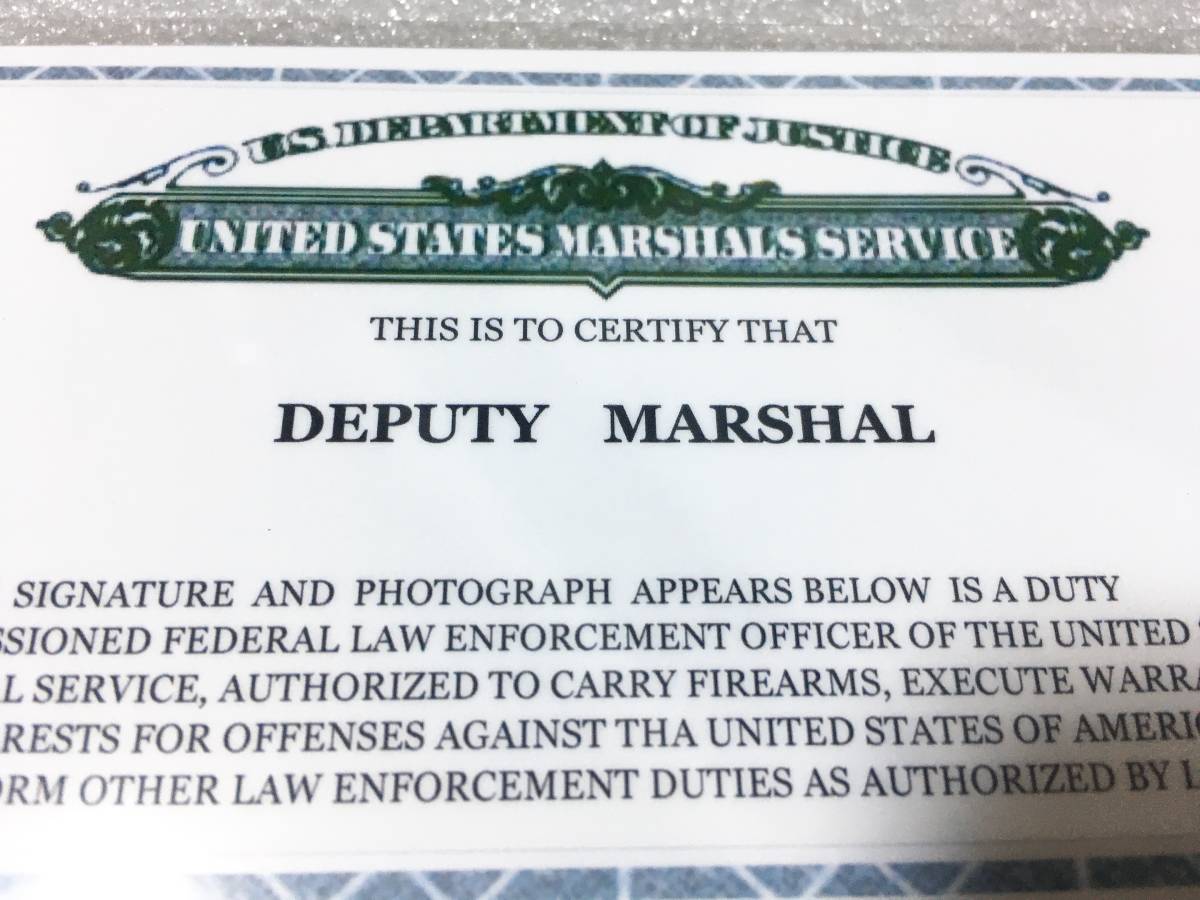 U.S. DEPARTMENT OF JUSTICE
UNITED STATES MARSHALS SERVICE
THIS IS TO CERTIFY THAT
DEPUTY MARSHAL
SIGNATURE AND PHOTOGRAPH APPEARS BELOW IS A DUTY
SSIONED FEDERAL LAW ENFORCEMENT OFFICER OF THE UNITED S
L SERVICE, AUTHORIZED TO CARRY FIREARMS, EXECUTE WARRA
RESTS FOR OFFENSES AGAINST THA UNITED STATES OF AMERIC
ORM OTHER LAW ENFORCEMENT DUTIES AS AUTHORIZED BY L